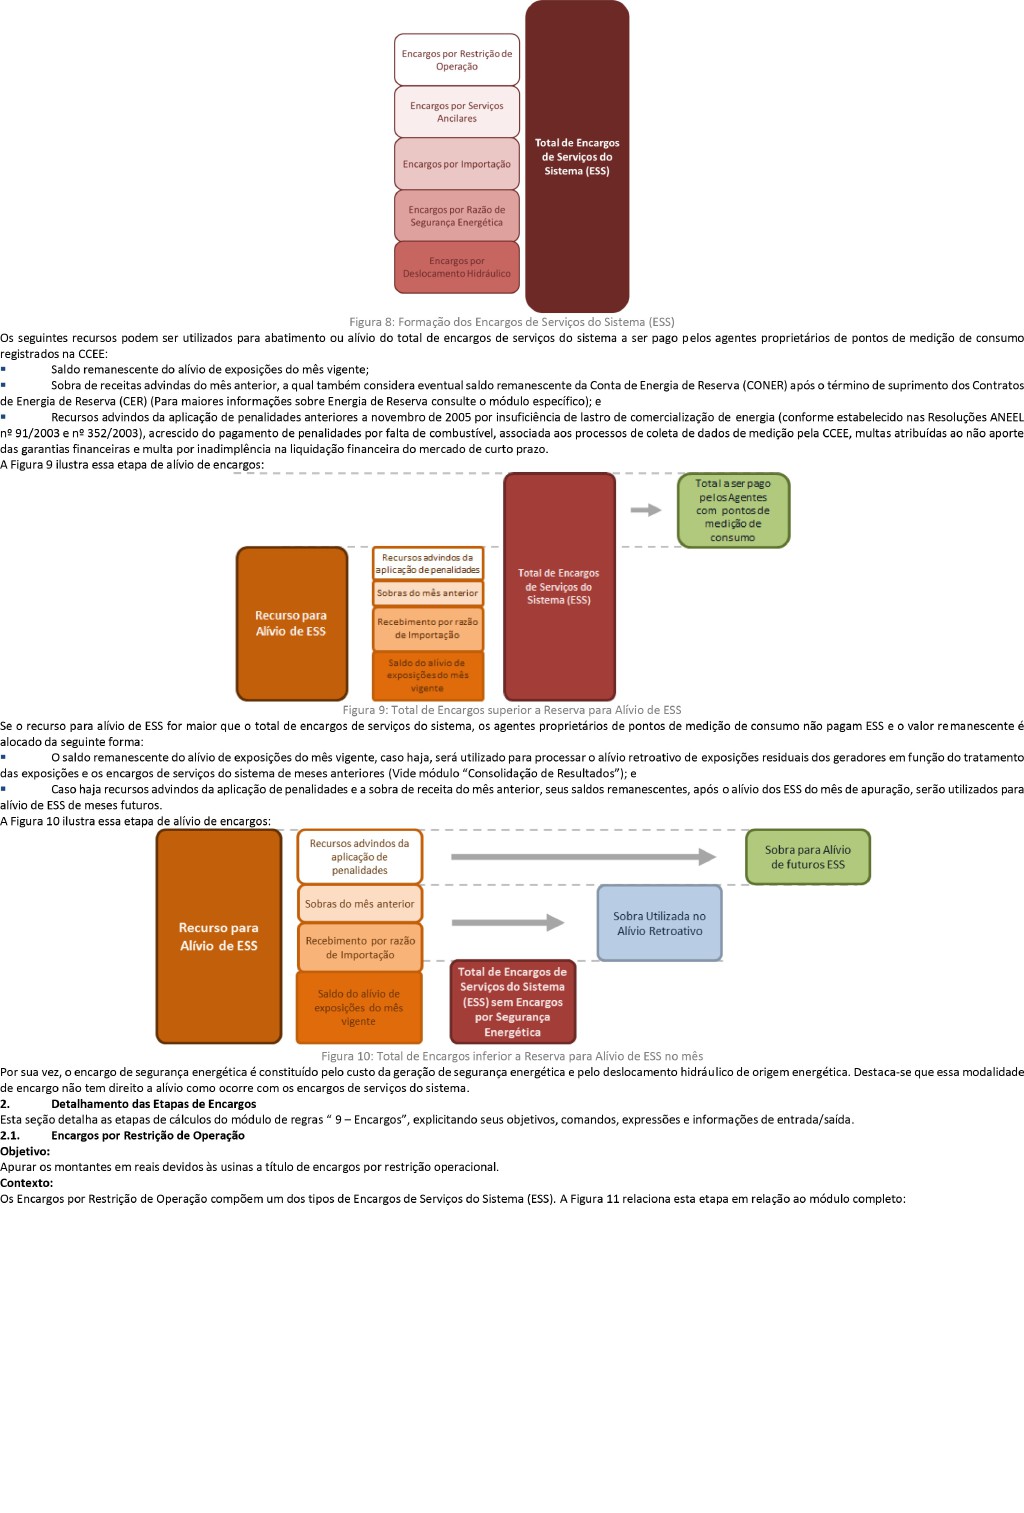 Encargos por Restrição de
Operação
Encargos por Serviços
Ancilares
Encargos por Importação
Encargos por Razão de
Segurança Energética
Encargos por
Deslocamento Hidráulico
Total de Encargos
de Serviços do
Sistema (ESS)
Figura 8: Formação dos Encargos de Serviços do Sistema (ESS)
Os seguintes recursos podem ser utilizados para abatimento ou alívio do total de encargos de serviços do sistema a ser pago pelos agentes proprietários de pontos de medição de consumo
registrados na CCEE:
▪ Saldo remanescente do alívio de exposições do mês vigente;
▪ Sobra de receitas advindas do mês anterior, a qual também considera eventual saldo remanescente da Conta de Energia de Reserva (CONER) após o término de suprimento dos Contratos
de Energia de Reserva (CER) (Para maiores informações sobre Energia de Reserva consulte o módulo específico); e
▪ Recursos advindos da aplicação de penalidades anteriores a novembro de 2005 por insuficiência de lastro de comercialização de energia (conforme estabelecido nas Resoluções ANEEL
nº 91/2003 e nº 352/2003), acrescido do pagamento de penalidades por falta de combustível, associada aos processos de coleta de dados de medição pela CCEE, multas atribuídas ao não aporte
das garantias financeiras e multa por inadimplência na liquidação financeira do mercado de curto prazo.
A Figura 9 ilustra essa etapa de alívio de encargos:
Recurso para
Alívio de ESS
Recursos advindos da
aplicação de penalidades
Sobras do mês anterior
Recebimento por razão
de Importação
Saldo do alívio de
exposições do mês
vigente
Total de Encargos
de Serviços do
Sistema (ESS)
Total a ser pago
pelos Agentes
com pontos de
medição de
consumo
Figura 9: Total de Encargos superior a Reserva para Alívio de ESS
Se o recurso para alívio de ESS for maior que o total de encargos de serviços do sistema, os agentes proprietários de pontos de medição de consumo não pagam ESS e o valor remanescente é
alocado da seguinte forma:
▪ O saldo remanescente do alívio de exposições do mês vigente, caso haja, será utilizado para processar o alívio retroativo de exposições residuais dos geradores em função do tratamento
das exposições e os encargos de serviços do sistema de meses anteriores (Vide módulo “Consolidação de Resultados”); e
▪ Caso haja recursos advindos da aplicação de penalidades e a sobra de receita do mês anterior, seus saldos remanescentes, após o alívio dos ESS do mês de apuração, serão utilizados para
alívio de ESS de meses futuros.
A Figura 10 ilustra essa etapa de alívio de encargos:
Recurso para
Alívio de ESS
Recursos advindos da
aplicação de
penalidades
Sobras do mês anterior
Recebimento por razão
de Importação
Saldo do alívio de
exposições do mês
vigente
Total de Encargos de
Serviços do Sistema
(ESS) sem Encargos
por Segurança
Energética
Sobra Utilizada no
Alívio Retroativo
Sobra para Alívio
de futuros ESS
Figura 10: Total de Encargos inferior a Reserva para Alívio de ESS no mês
Por sua vez, o encargo de segurança energética é constituído pelo custo da geração de segurança energética e pelo deslocamento hidráulico de origem energética. Destaca-se que essa modalidade
de encargo não tem direito a alívio como ocorre com os encargos de serviços do sistema.
2. Detalhamento das Etapas de Encargos
Esta seção detalha as etapas de cálculos do módulo de regras “ 9 – Encargos”, explicitando seus objetivos, comandos, expressões e informações de entrada/saída.
2.1. Encargos por Restrição de Operação
Objetivo:
Apurar os montantes em reais devidos às usinas a título de encargos por restrição operacional.
Contexto:
Os Encargos por Restrição de Operação compõem um dos tipos de Encargos de Serviços do Sistema (ESS). A Figura 11 relaciona esta etapa em relação ao módulo completo: